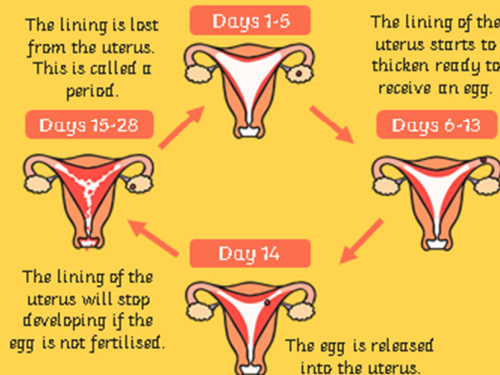 The lining is lost
from the uterus.
This is called a
period.
Days 1-5
The lining of the
uterus starts to
thicken ready to
receive an egg.
Days 15-28
Days 6-13
Day 14
The lining of the
uterus will stop
developing if the
egg is not fertilised.
The egg is released
into the uterus.